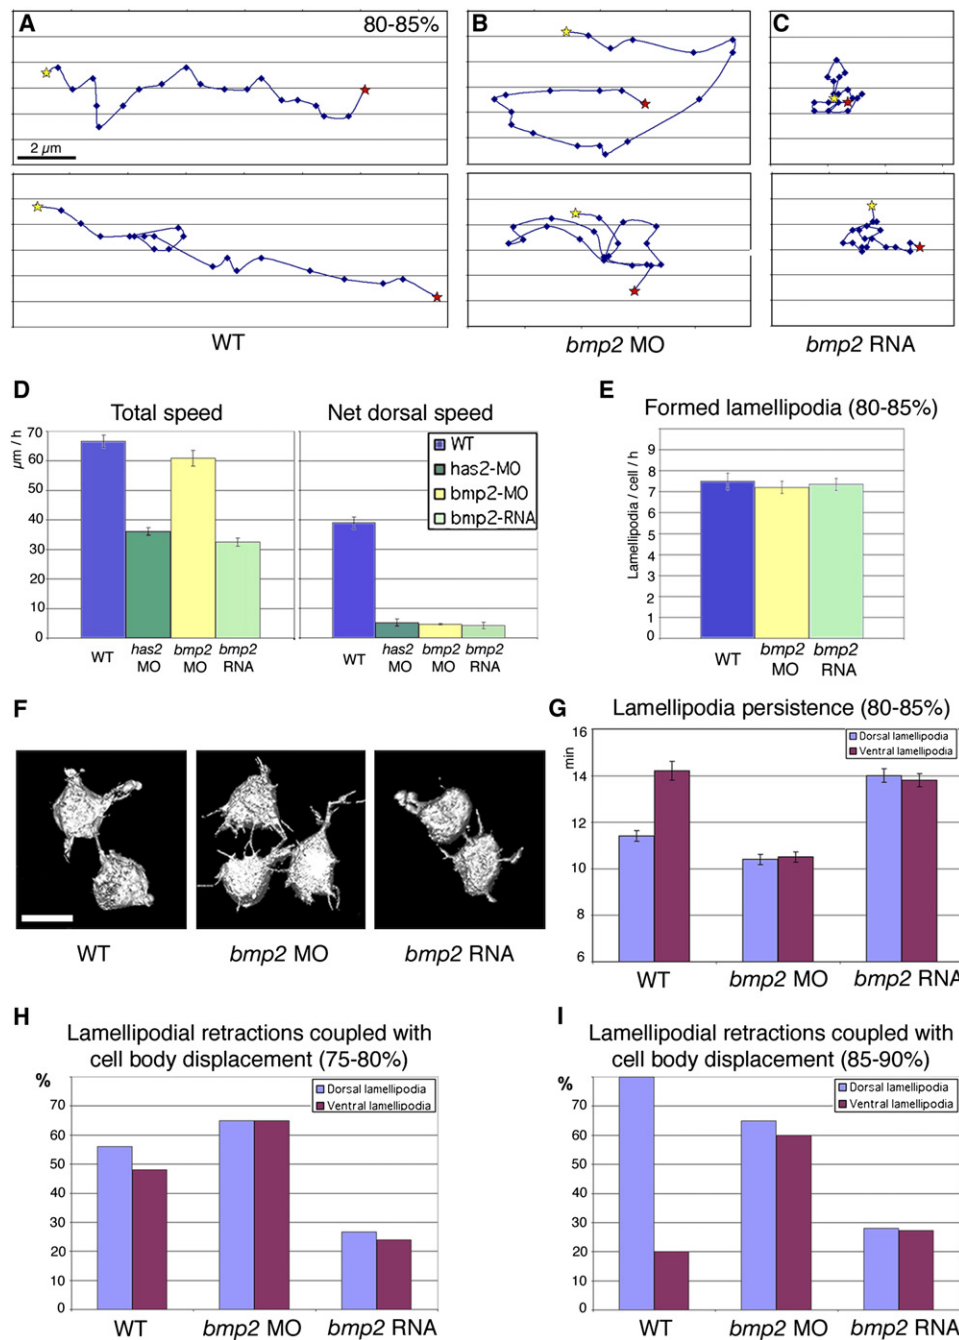 A
80-85%
B
C
2 µm
WT
bmp2 MO
bmp2 RNA
D
Total speed
Net dorsal speed
µm / h
70
60
50
40
30
20
10
0
WT
has2-MO
bmp2-MO
bmp2-RNA
WT
has2 MO
bmp2 MO
bmp2 RNA
WT
has2 MO
bmp2 MO
bmp2 RNA
E
Formed lamellipodia (80-85%)
Lamellipodia / cell / h
9
8
7
6
5
4
3
2
1
0
WT
bmp2 MO
bmp2 RNA
F
WT
bmp2 MO
bmp2 RNA
G
Lamellipodia persistence (80-85%)
min
16
14
12
10
8
6
Dorsal lamellipodia
Ventral lamellipodia
WT
bmp2 MO
bmp2 RNA
H
Lamellipodial retractions coupled with
cell body displacement (75-80%)
%
70
60
50
40
30
20
10
0
Dorsal lamellipodia
Ventral lamellipodia
WT
bmp2 MO
bmp2 RNA
I
Lamellipodial retractions coupled with
cell body displacement (85-90%)
%
70
60
50
40
30
20
10
0
Dorsal lamellipodia
Ventral lamellipodia
WT
bmp2 MO
bmp2 RNA